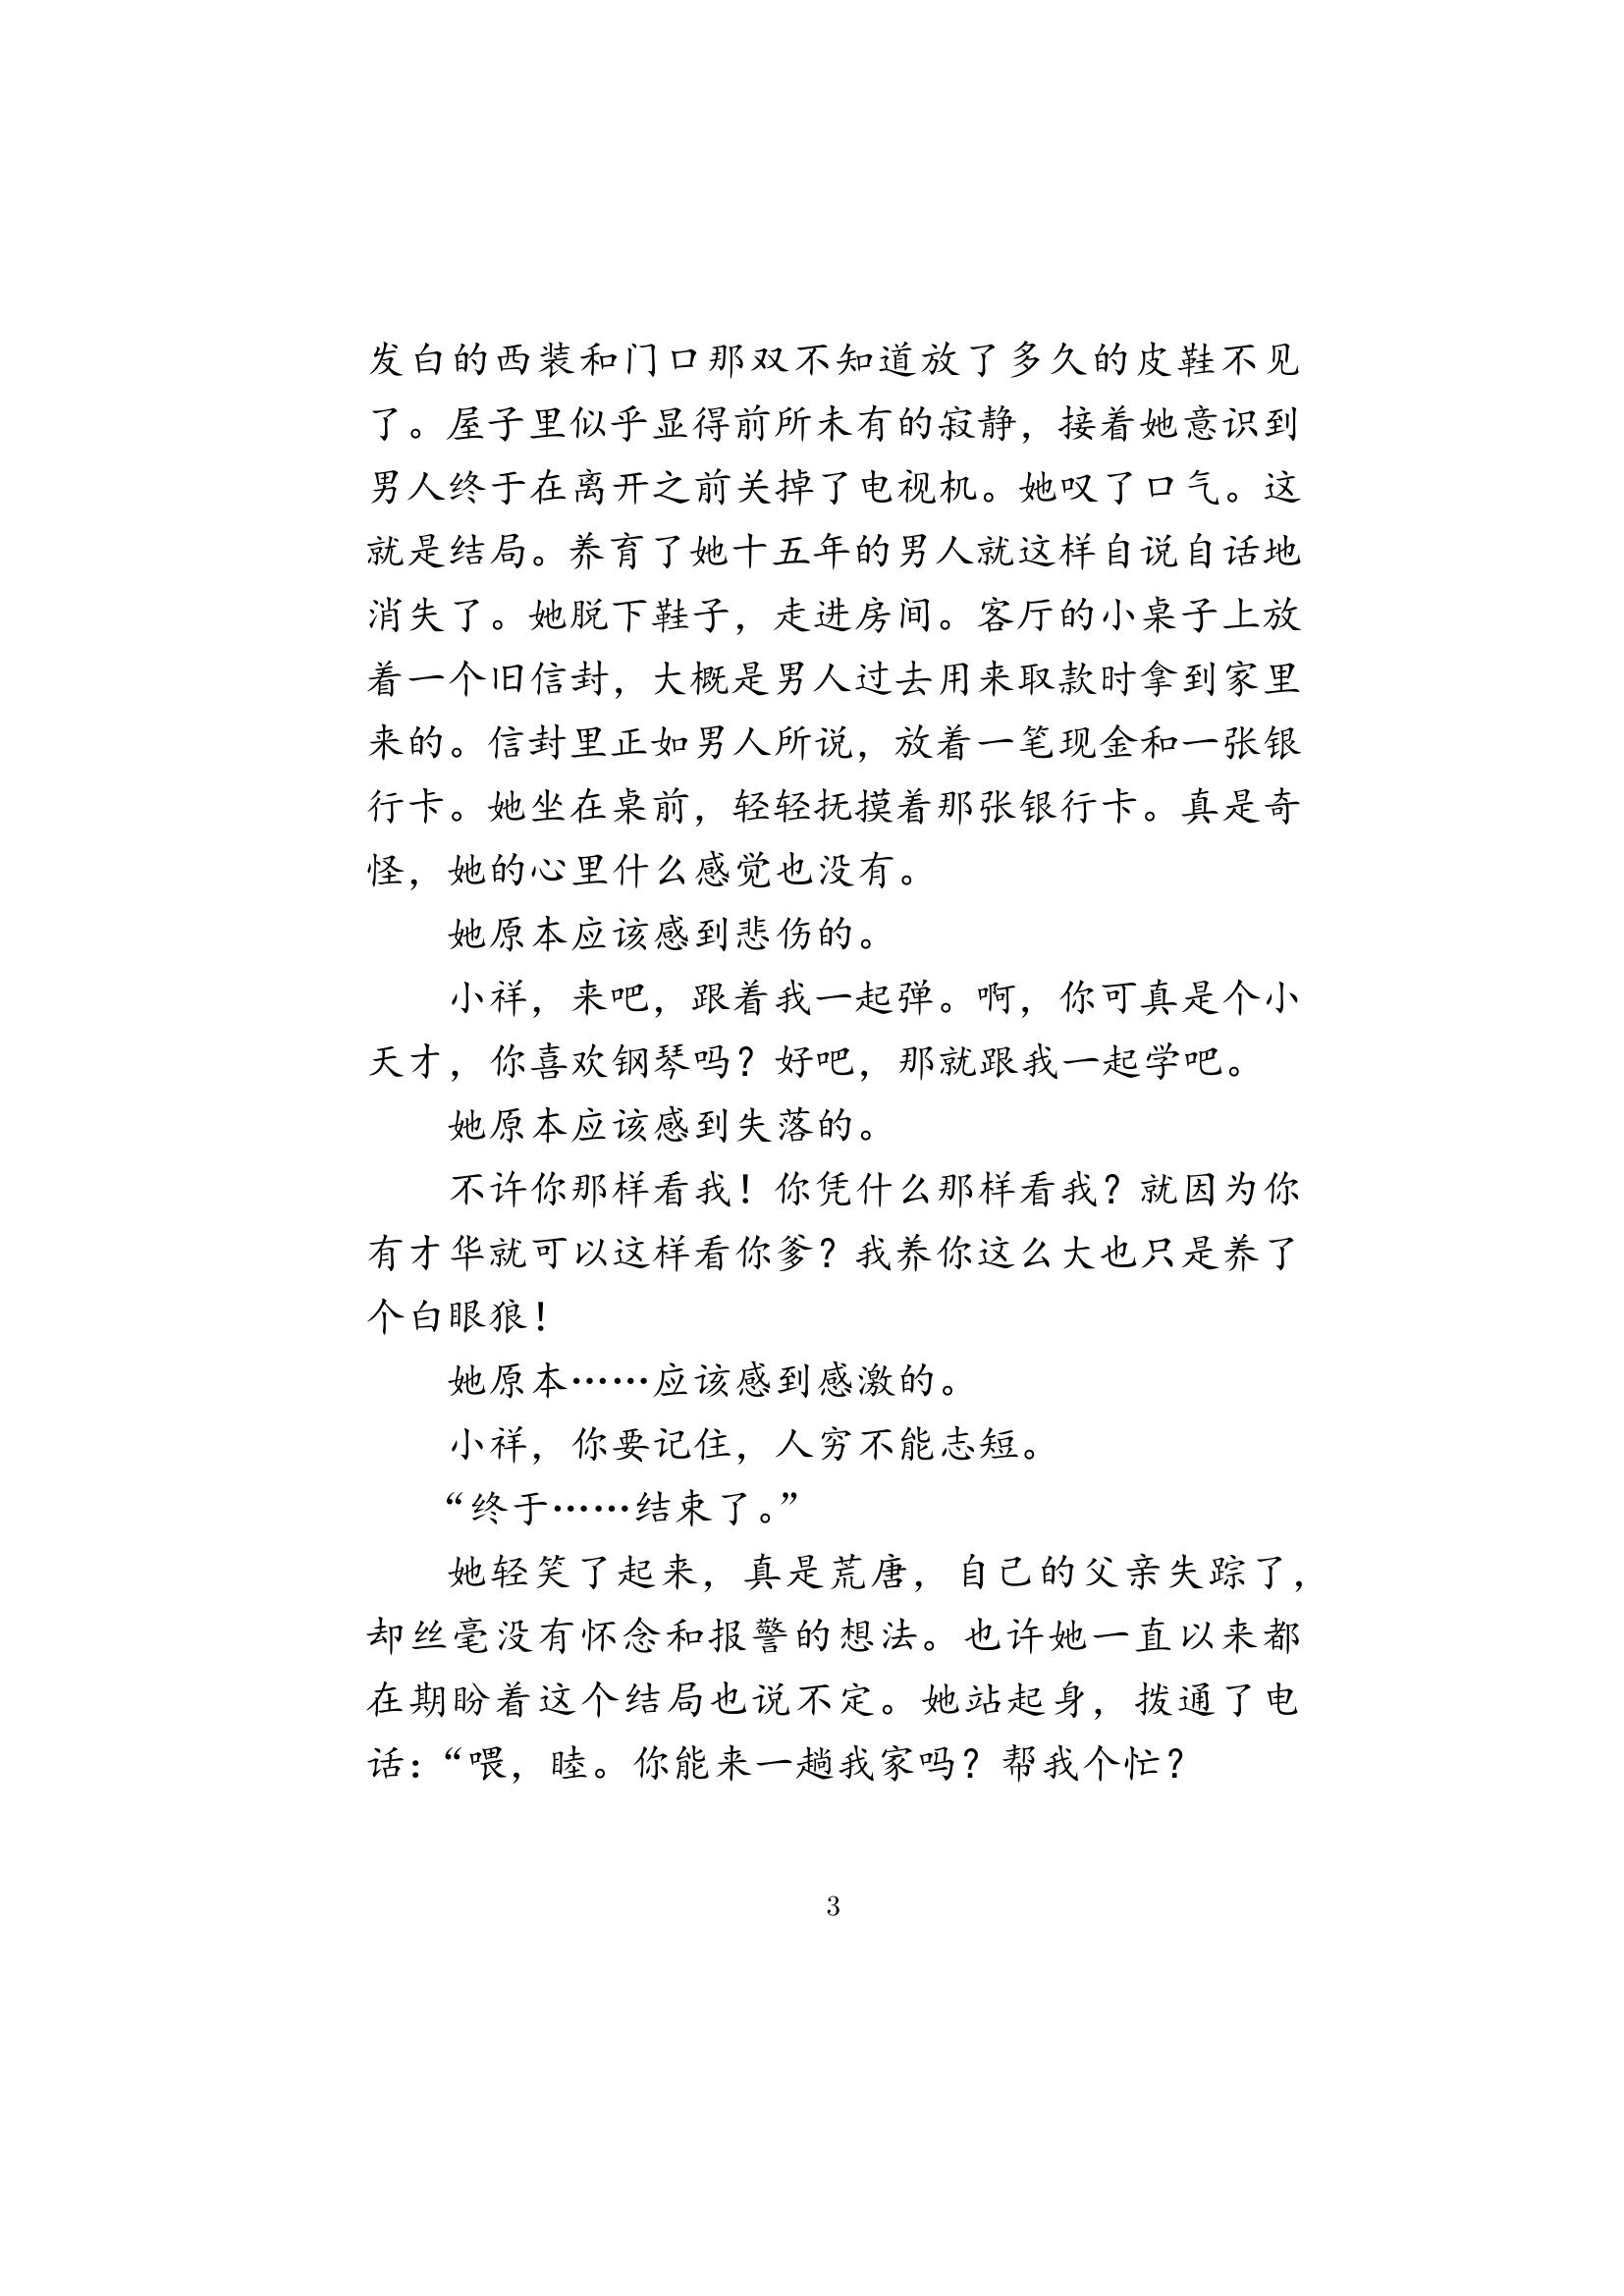 发白的西装和门口那双不知道放了多久的皮鞋不见
了。屋子里似乎显得前所未有的寂静，接着她意识到
男人终于在离开之前关掉了电视机。她叹了口气。这
就是结局。养育了她十五年的男人就这样自说自话地
消失了。她脱下鞋子，走进房间。客厅的小桌子上放
着一个旧信封，大概是男人过去用来取款时拿到家里
来的。信封里正如男人所说，放着一笔现金和一张银
行卡。她坐在桌前，轻轻抚摸着那张银行卡。真是奇
怪，她的心里什么感觉也没有。
她原本应该感到悲伤的。
小祥，来吧，跟着我一起弹。啊，你可真是个小
天才，你喜欢钢琴吗？好吧，那就跟我一起学吧。
她原本应该感到失落的。
不许你那样看我！你凭什么那样看我？就因为你
有才华就可以这样看你爹？我养你这么大也只是养了
个白眼狼！
她原本……应该感到感激的。
小祥，你要记住，人穷不能志短。
“终于……结束了。”
她轻笑了起来，真是荒唐，自己的父亲失踪了，
却丝毫没有怀念和报警的想法。也许她一直以来都
在期盼着这个结局也说不定。她站起身，拨通了电
话：“喂，睦。你能来一趟我家吗？帮我个忙？
3